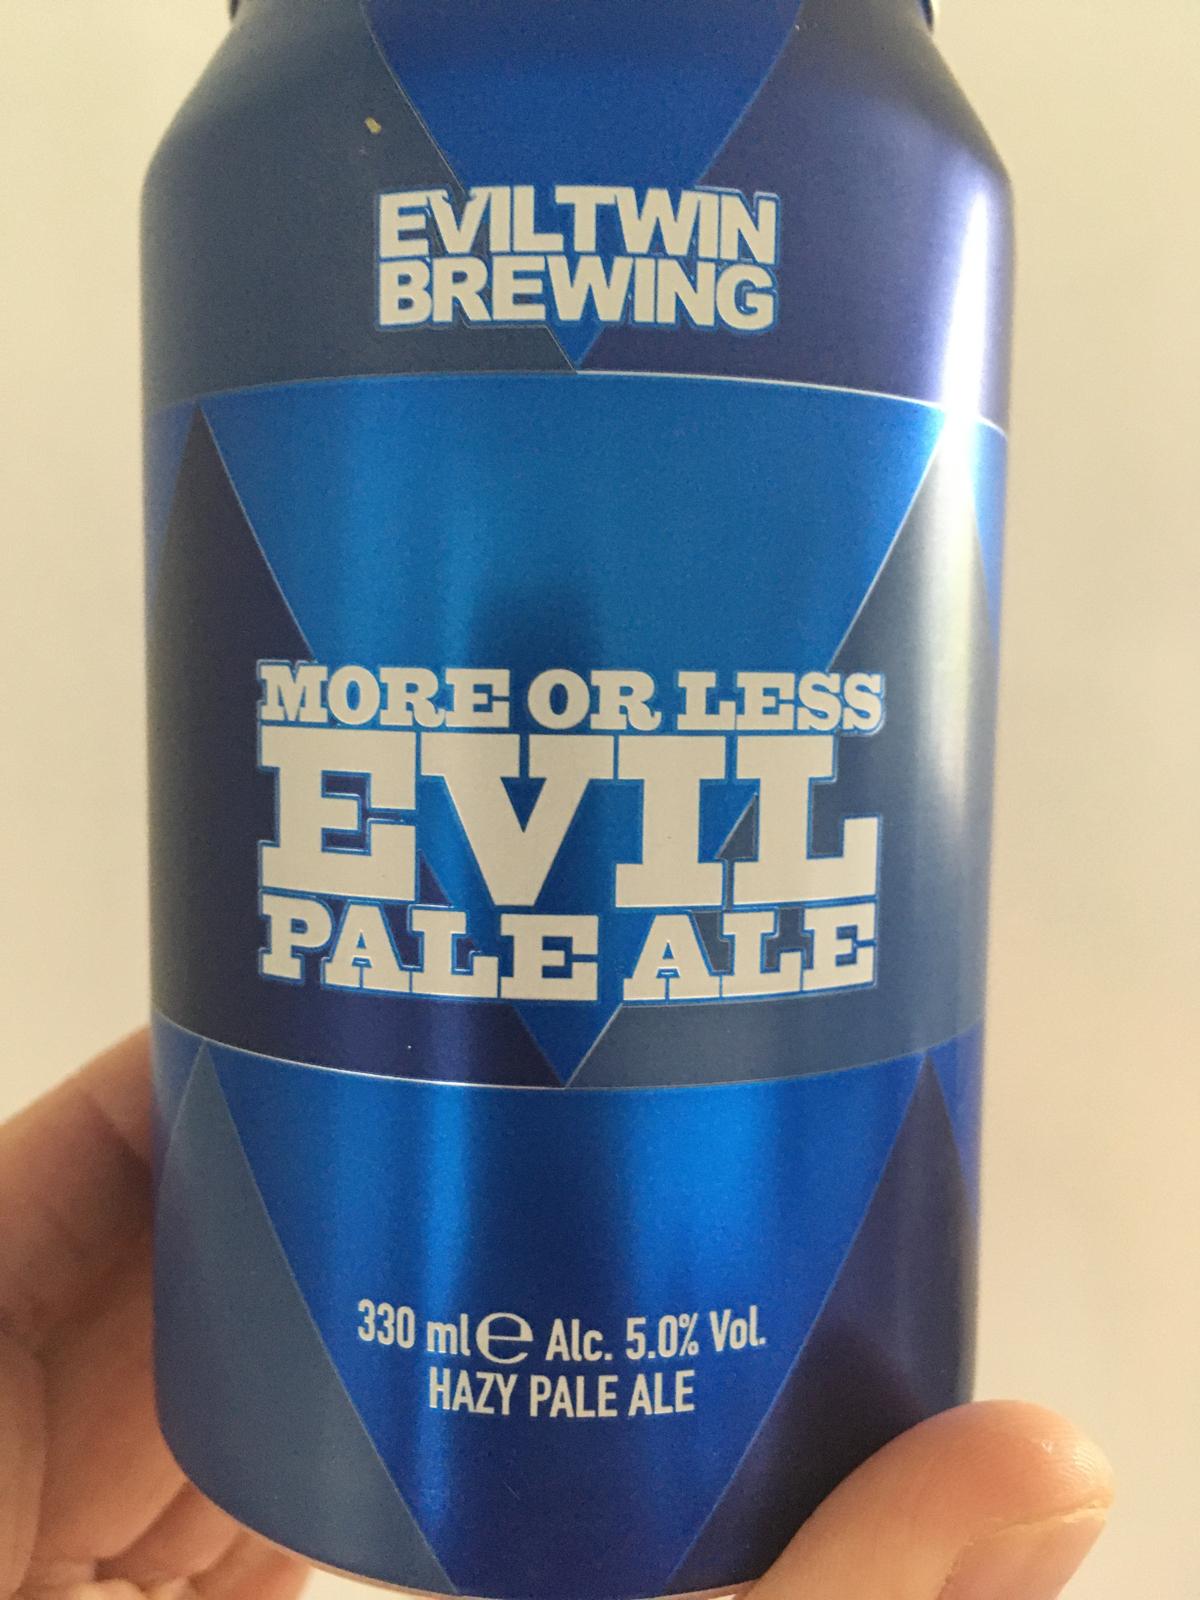 EVILTWIN
BREWING
MORE OR LESS
EVIL
PALE ALE
330 ml ℮ Alc. 5.0% Vol.
HAZY PALE ALE